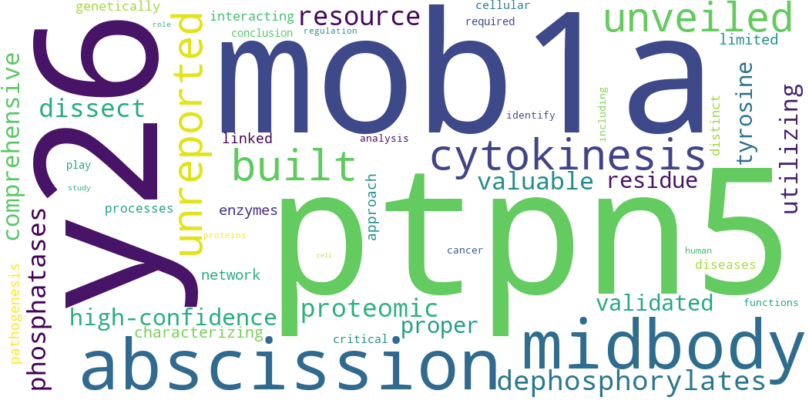 genetically
interacting
resource
cellular
unveiled
conclusion
regulation
required
limited
y26
unreported
mob1a
comprehensive
dissect
linked
analysis
identify
including
distinct
tyrosine
utilizing
built
cytokinesis
play
study
role
approach
valuable
residue
processes
enzymes
phosphatases
proteins
ptpn5
cancer
human
cell
diseases
network
pathogenesis
high-confidence
proteomic
validated
functions
characterizing
proper
critical
midbody
abscission
dephosphorylates